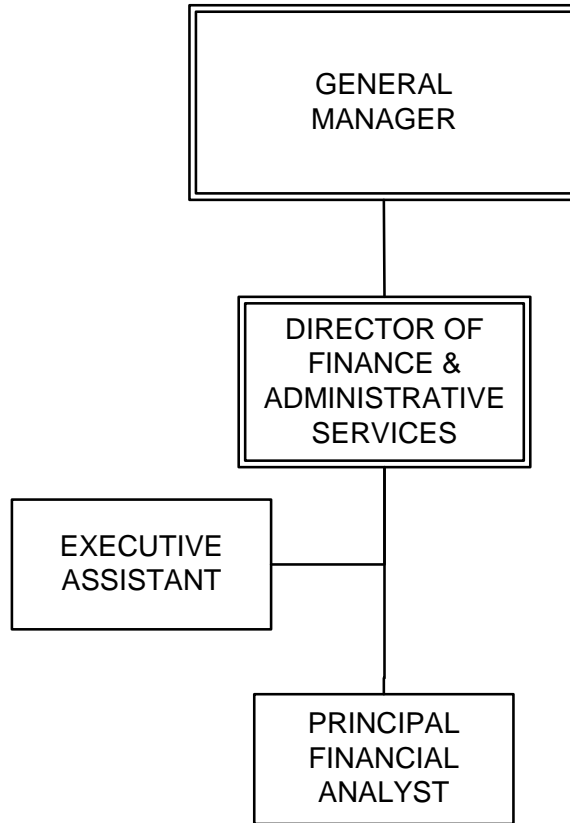 GENERAL
MANAGER
DIRECTOR OF
FINANCE &
ADMINISTRATIVE
SERVICES
EXECUTIVE
ASSISTANT
PRINCIPAL
FINANCIAL
ANALYST